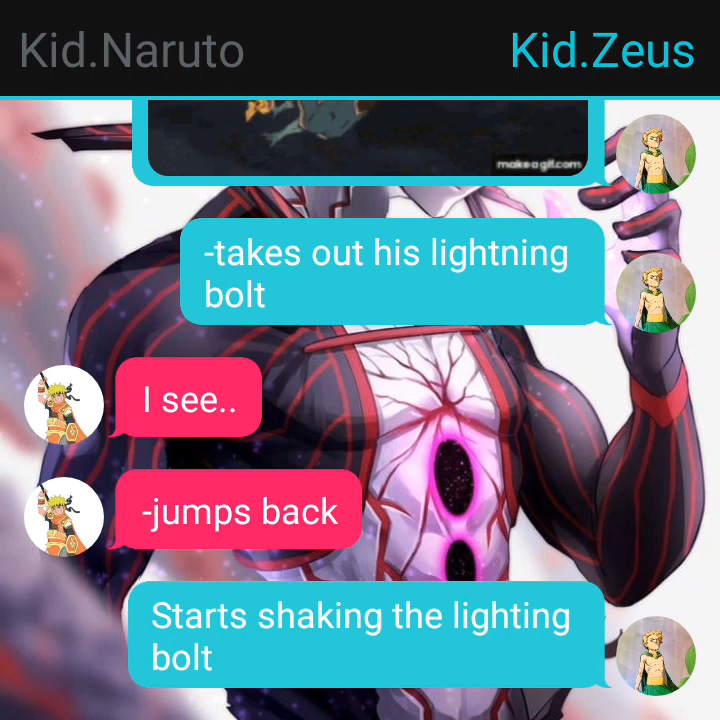 Kid.Naruto
Kid.Zeus
makeagif.com
-takes out his lightning
bolt
I see..
-jumps back
Starts shaking the lighting
bolt